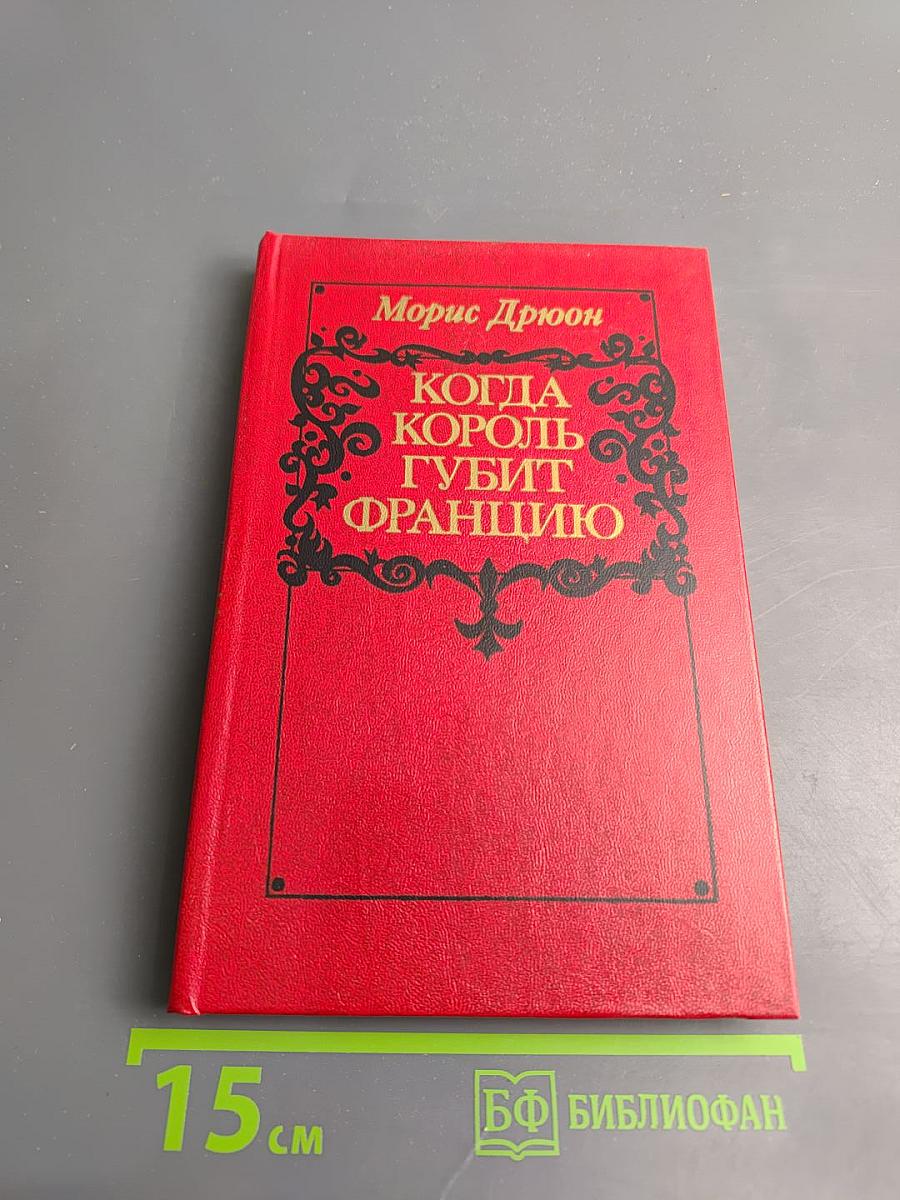 Морис Дрюон
КОГДА
КОРОЛЬ
ГУБИТ
ФРАНЦИЮ
15 см
БФ БИБЛИОФАН